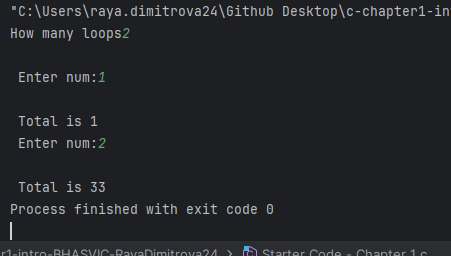 "C:\Users\raya.dimitrova24\Github Desktop\c-chapter1-in
How many loops2
Enter num:1
Total is 1
Enter num:2
Total is 33
Process finished with exit code 0
r1-intro-BHASVIC-RayaDimitrova24 > Starter Code - Chapter 1.c